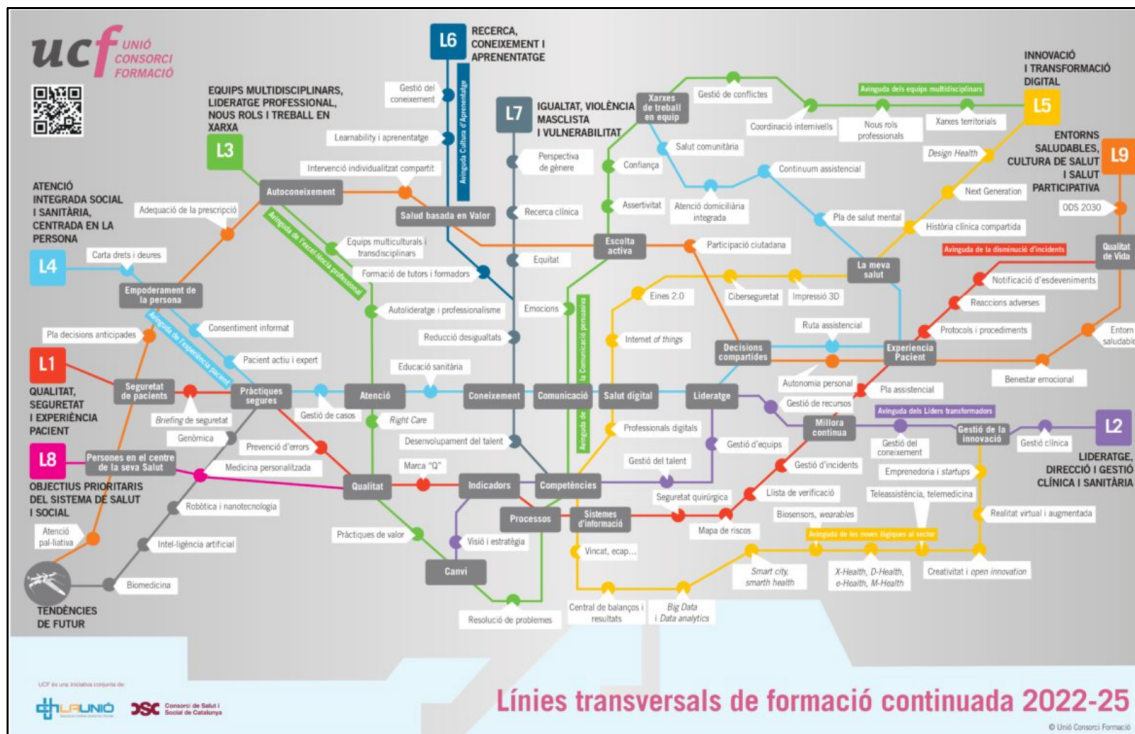 ucf UNIÓ
CONSORCI
FORMACIÓ
L6
RECERCA,
CONEIXEMENT I
APRENENTATGE
L7
IGUALTAT, VIOLÈNCIA
MASCLISTA
I VULNERABILITAT
EQUIPS MULTIDISCIPLINARS,
LIDERATGE PROFESSIONAL,
NOUS ROLS I TREBALL EN
XARXA
L3
INNOVACIÓ
I TRANSFORMACIÓ
DIGITAL
L5
ENTORNS
SALUDABLES,
CULTURA DE SALUT
I SALUT
PARTICIPATIVA
L9
ATENCIÓ
INTEGRADA SOCIAL
I SANITÀRIA,
CENTRADA EN LA
PERSONA
L4
L1
QUALITAT,
SEGURETAT
I EXPERIÈNCIA
PACIENT
L8
OBJECTIUS PRIORITARIS
DEL SISTEMA DE SALUT
I SOCIAL
L2
LIDERATGE,
DIRECCIÓ I GESTIÓ
CLÍNICA I SANITÀRIA
TENDÈNCIES
DE FUTUR
Gestió del
coneixement
Avinguda Cultura d'Aprenentatge
Learnability i aprenentatge
Intervenció individualitzat compartit
Autoconeixement
Salut basada en Valor
Adequació de la prescripció
Avinguda de l'excel·lència professional
Equips multiculturals i
transdisciplinars
Formació de tutors i formadors
Autolideratge i professionalisme
Perspectiva
de gènere
Recerca clínica
Equitat
Reducció desigualtats
Desenvolupament del talent
Xarxes
de treball
en equip
Gestió de conflictes
Coordinació internivells
Avinguda dels equips multidisciplinars
Nous rols
professionals
Xarxes territorials
Confiança
Assertivitat
Escolta
activa
Emocions
Salut comunitària
Atenció domiciliària
integrada
Continuum assistencial
Pla de salut mental
La meva
salut
Design Health
Next Generation
Història clínica compartida
ODS 2030
Qualitat
de Vida
Participació ciutadana
Avinguda de la disminució d'incidents
Notificació d'esdeveniments
Reaccions adverses
Protocols i procediments
Entorn
saludable
Benestar emocional
Eines 2.0
Ciberseguretat
Impressió 3D
Internet of things
Carta drets i deures
Empoderament de
la persona
Avinguda de l'experiència pacient
Consentiment informat
Pacient actiu i expert
Pla decisions anticipades
Seguretat
de pacients
Pràctiques
segures
Briefing de seguretat
Gestió de casos
Atenció
Educació sanitària
Coneixement
Comunicació
Salut digital
Lideratge
Decisions
compartides
Ruta assistencial
Experiencia
Pacient
Autonomia personal
Pla assistencial
Gestió de recursos
Millora
contínua
Avinguda dels Líders transformadors
Gestió del
coneixement
Gestió de la
innovació
Gestió clínica
Genòmica
Prevenció d'errors
Right Care
Persones en el centre
de la seva Salut
Medicina personalitzada
Qualitat
Marca "Q"
Indicadors
Competències
Processos
Sistemes
d'informació
Professionals digitals
Gestió del talent
Gestió d'equips
Seguretat quirúrgica
Mapa de riscos
Llista de verificació
Gestió d'incidents
Emprenedoria i startups
Teleassistència, telemedicina
Biosensors, wearables
Realitat virtual i augmentada
Avinguda de les noves lògiques al sector
Robòtica i nanotecnologia
Intel·ligència artificial
Atenció
pal·liativa
Biomedicina
Pràctiques de valor
Visió i estratègia
Canvi
Resolució de problemes
Vincat, ecap...
Central de balanços i
resultats
Big Data
i Data analytics
Smart city,
smarth health
X-Health, D-Health,
e-Health, M-Health
Creativitat i open innovation
UCF és una iniciativa conjunta de:
LAUNIÓ
CSC Consorci de Salut i
Social de Catalunya
Línies transversals de formació continuada 2022-25
© Unió Consorci Formació